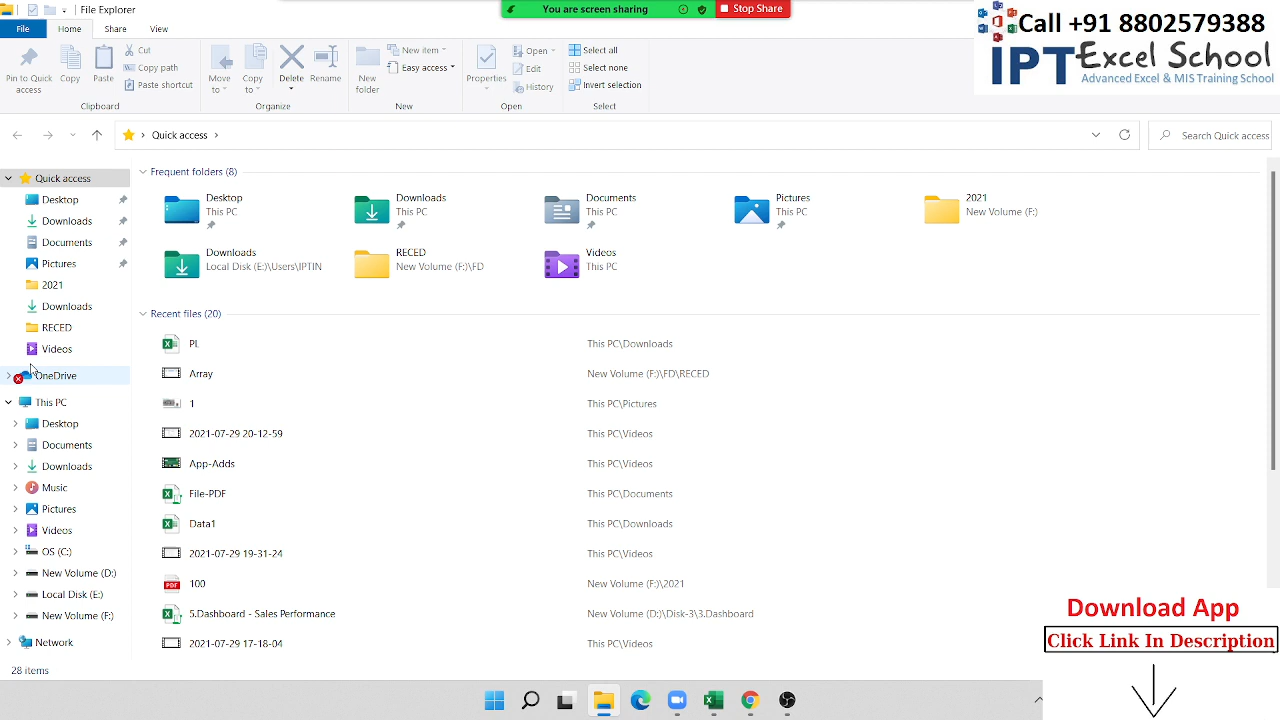 File Explorer
You are screen sharing
Stop Share
Call +91 8802579388
IPT Excel School
Advanced Excel & MIS Training School
File
Home
Share
View
Pin to Quick access
Copy
Paste
Cut
Copy path
Paste shortcut
Clipboard
Move to
Copy to
Delete
Rename
Organize
New folder
New item
Easy access
New
Properties
Open
Edit
History
Open
Select all
Select none
Invert selection
Select
Quick access
Search Quick access
Quick access
Desktop
Downloads
Documents
Pictures
2021
Downloads
RECED
Videos
OneDrive
This PC
Desktop
Documents
Downloads
Music
Pictures
Videos
OS (C:)
New Volume (D:)
Local Disk (E:)
New Volume (F:)
Network
Frequent folders (8)
Desktop
This PC
Downloads
This PC
Documents
This PC
Pictures
This PC
2021
New Volume (F:)
Downloads
Local Disk (E:)\Users\IPTIN
RECED
New Volume (F:)\FD
Videos
This PC
Recent files (20)
PL This PC\Downloads
Array New Volume (F:)\FD\RECED
1 This PC\Pictures
2021-07-29 20-12-59 This PC\Videos
App-Adds This PC\Videos
File-PDF This PC\Documents
Data1 This PC\Downloads
2021-07-29 19-31-24 This PC\Videos
100 New Volume (F:)\2021
5.Dashboard - Sales Performance New Volume (D:)\Disk-3\3.Dashboard
2021-07-29 17-18-04 This PC\Videos
28 items
Download App
Click Link In Description